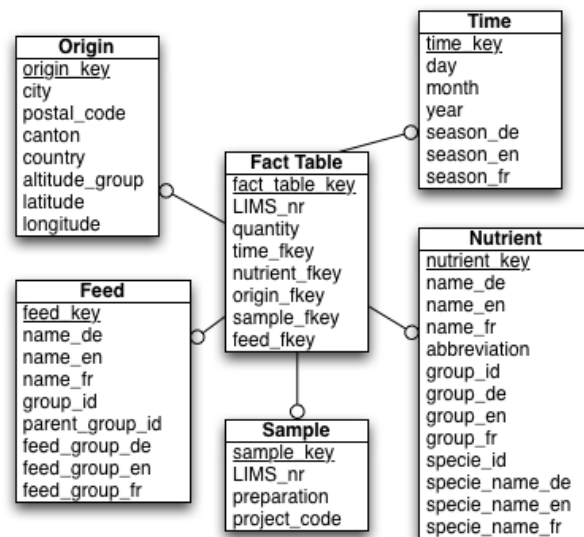 Origin
origin_key
city
postal_code
canton
country
altitude_group
latitude
longitude
Time
time_key
day
month
year
season_de
season_en
season_fr
Fact Table
fact_table_key
LIMS_nr
quantity
time_fkey
nutrient_fkey
origin_fkey
sample_fkey
feed_fkey
Feed
feed_key
name_de
name_en
name_fr
group_id
parent_group_id
feed_group_de
feed_group_en
feed_group_fr
Sample
sample_key
LIMS_nr
preparation
project_code
Nutrient
nutrient_key
name_de
name_en
name_fr
abbreviation
group_id
group_de
group_en
group_fr
specie_id
specie_name_de
specie_name_en
specie_name_fr